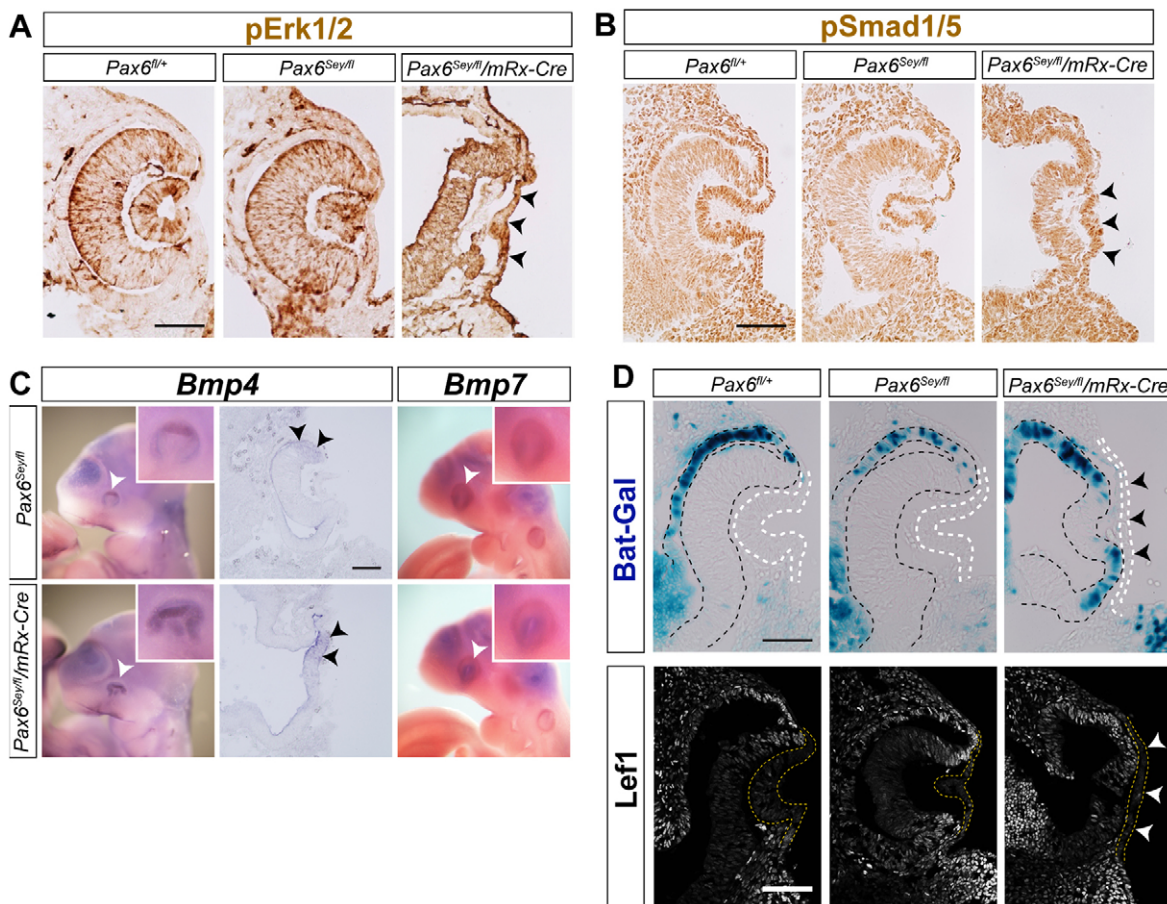 A
pErk1/2
Pax6fl/+
Pax6Sey/fl
Pax6Sey/fl/mRx-Cre
B
pSmad1/5
Pax6fl/+
Pax6Sey/fl
Pax6Sey/fl/mRx-Cre
C
Bmp4
Bmp7
Pax6Sey/fl
Pax6Sey/fl/mRx-Cre
D
Pax6fl/+
Pax6Sey/fl
Pax6Sey/fl/mRx-Cre
Bat-Gal
Lef1